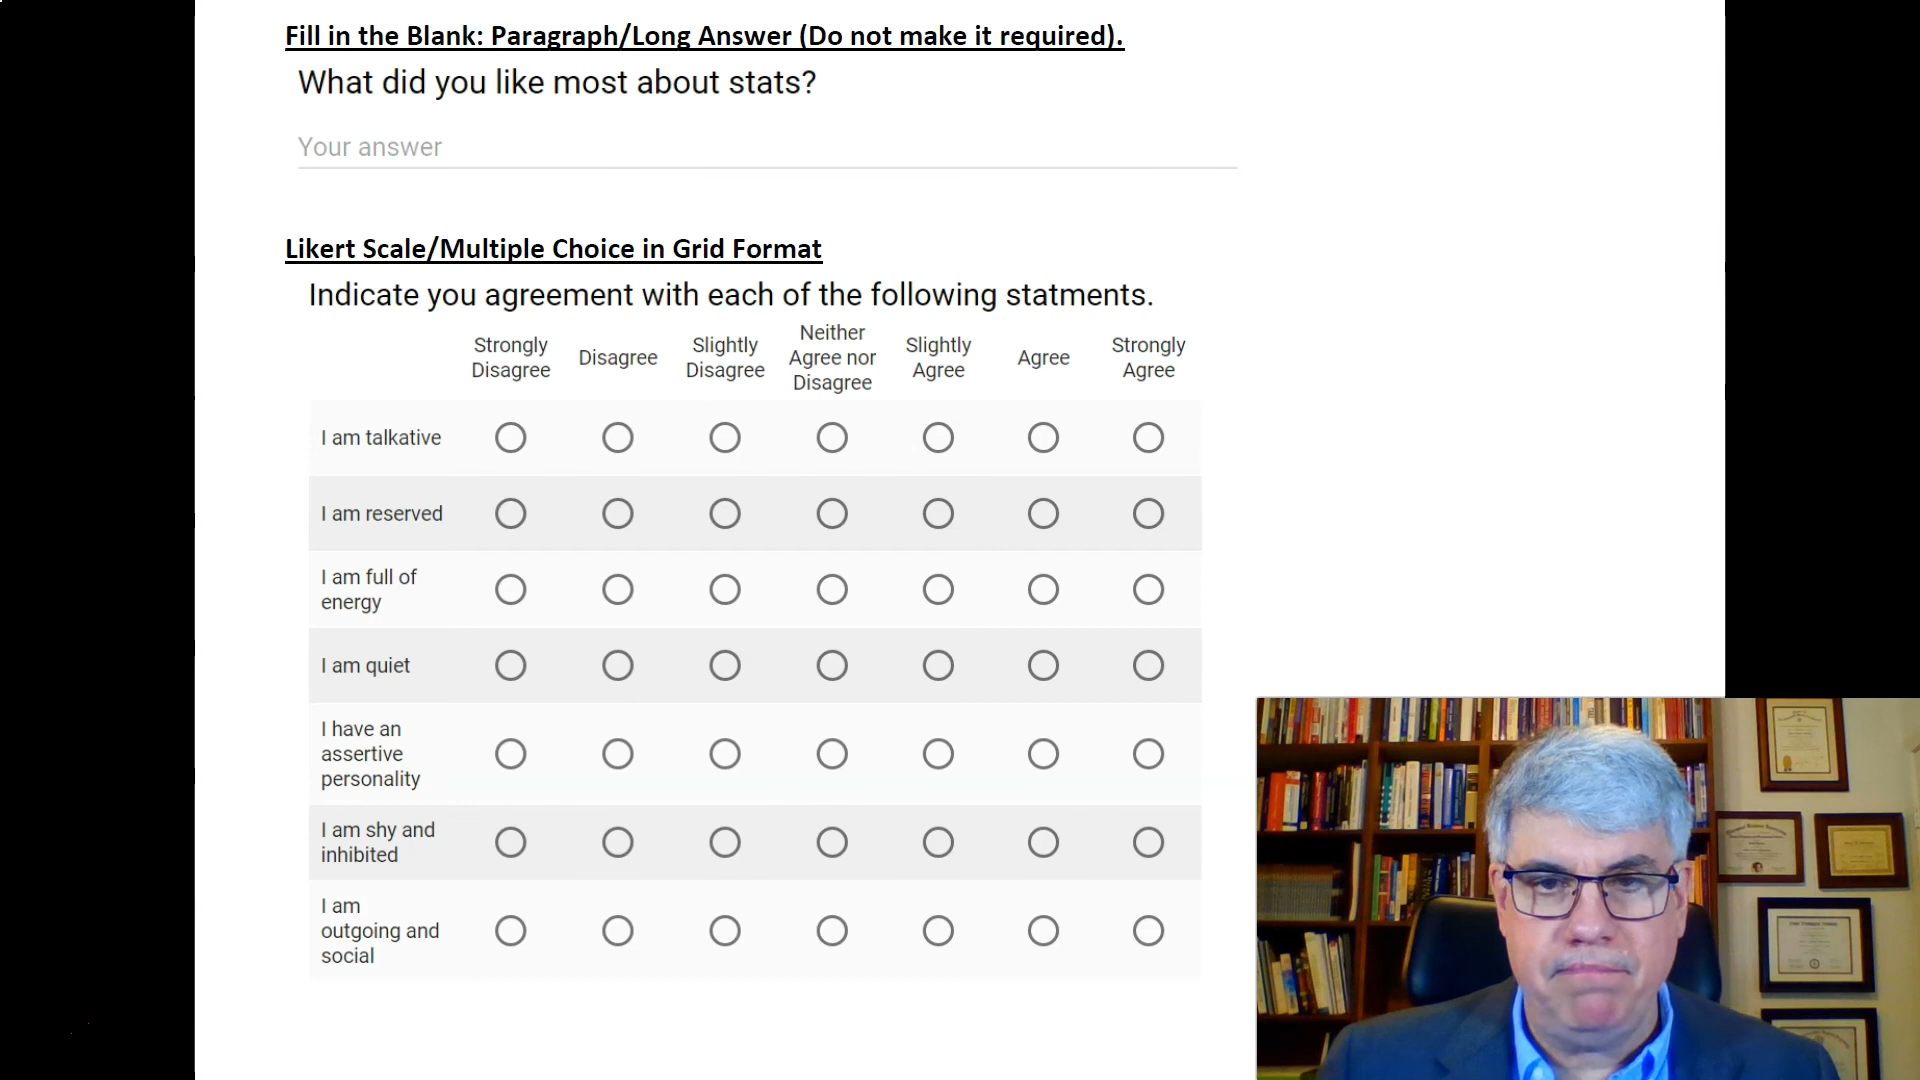 Fill in the Blank: Paragraph/Long Answer (Do not make it required).
What did you like most about stats?
Your answer
Likert Scale/Multiple Choice in Grid Format
Indicate you agreement with each of the following statments.
Strongly
Disagree
Disagree
Slightly
Disagree
Neither
Agree nor
Disagree
Slightly
Agree
Agree
Strongly
Agree
I am talkative
I am reserved
I am full of
energy
I am quiet
I have an
assertive
personality
I am shy and
inhibited
I am
outgoing and
social